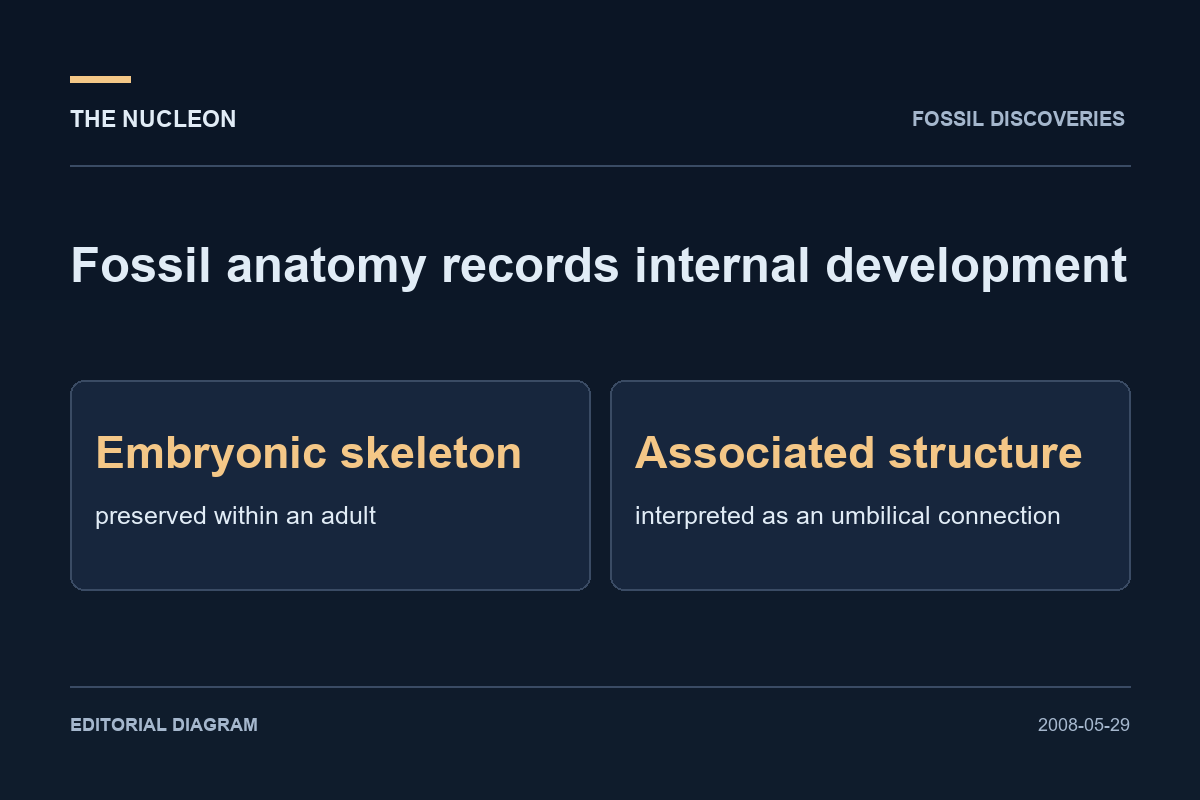 THE NUCLEON
FOSSIL DISCOVERIES
Fossil anatomy records internal development
Embryonic skeleton
preserved within an adult
Associated structure
interpreted as an umbilical connection
EDITORIAL DIAGRAM
2008-05-29